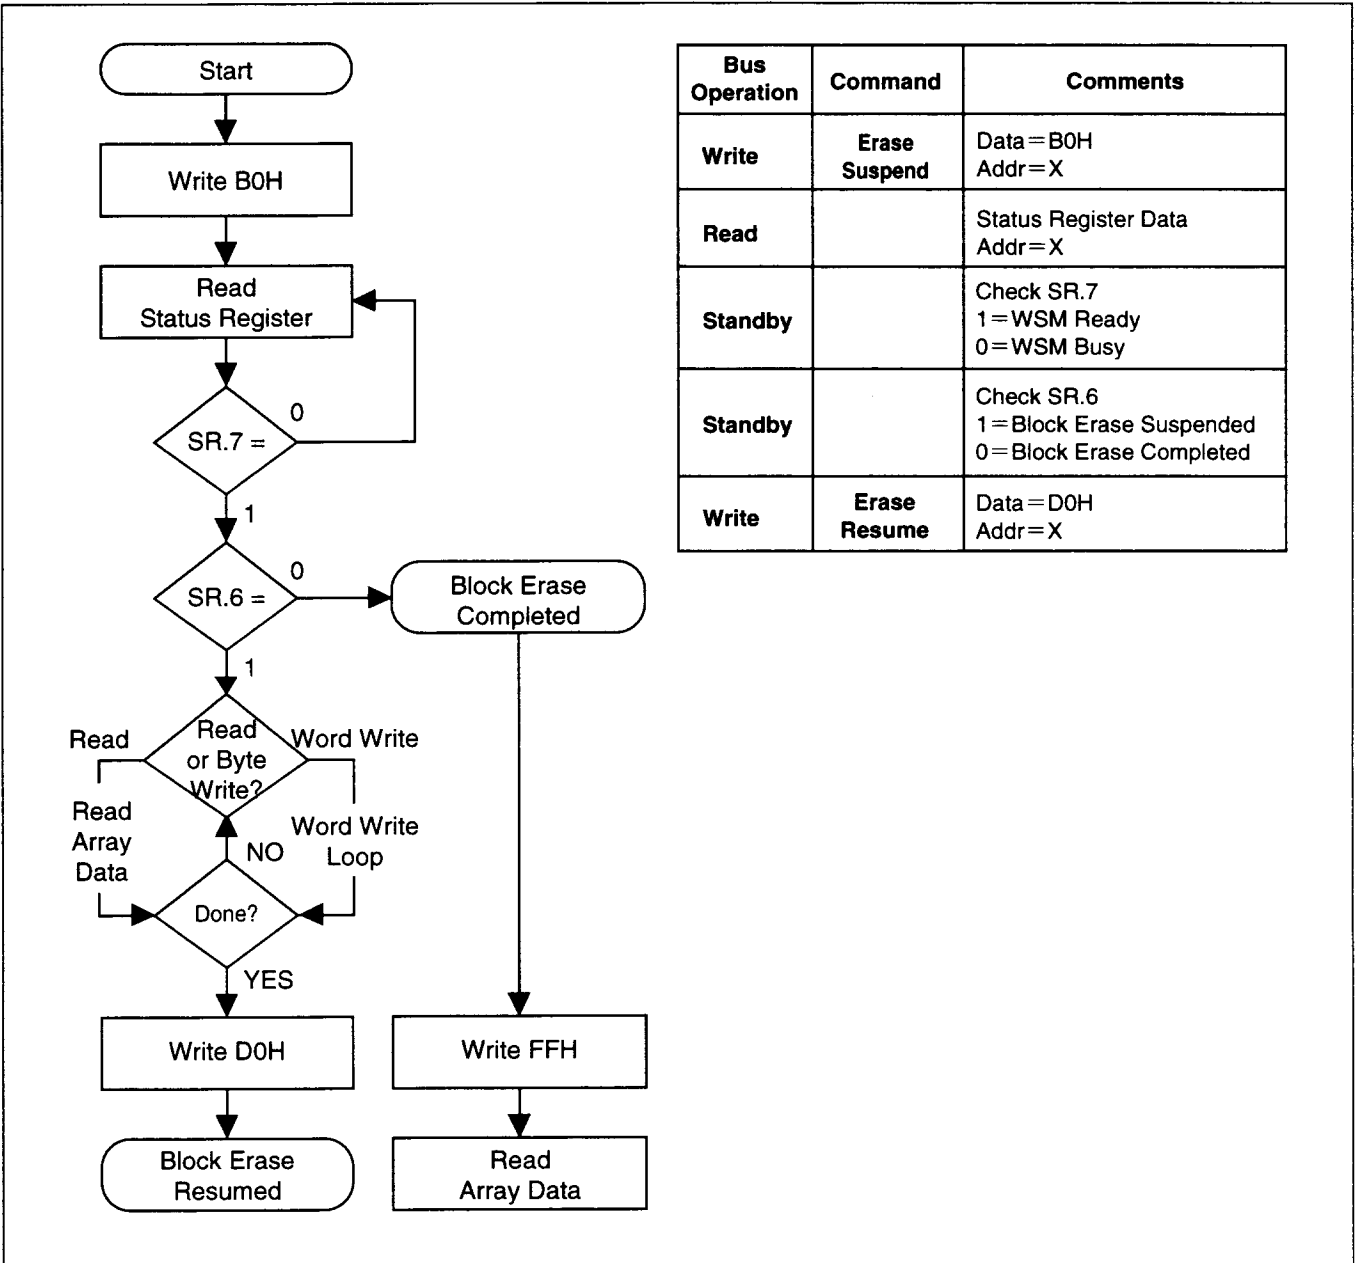 Start
Write B0H
Read
Status Register
SR.7 =
0
1
SR.6 =
0
Block Erase
Completed
1
Read
or Byte
Write?
Read
Word Write
Read
Array
Data
Word Write
Loop
NO
Done?
YES
Write D0H
Write FFH
Block Erase
Resumed
Read
Array Data
Bus
Operation
Command
Comments
Write
Erase
Suspend
Data=B0H
Addr=X
Read
Status Register Data
Addr=X
Standby
Check SR.7
1=WSM Ready
0=WSM Busy
Standby
Check SR.6
1=Block Erase Suspended
0=Block Erase Completed
Write
Erase
Resume
Data=D0H
Addr=X